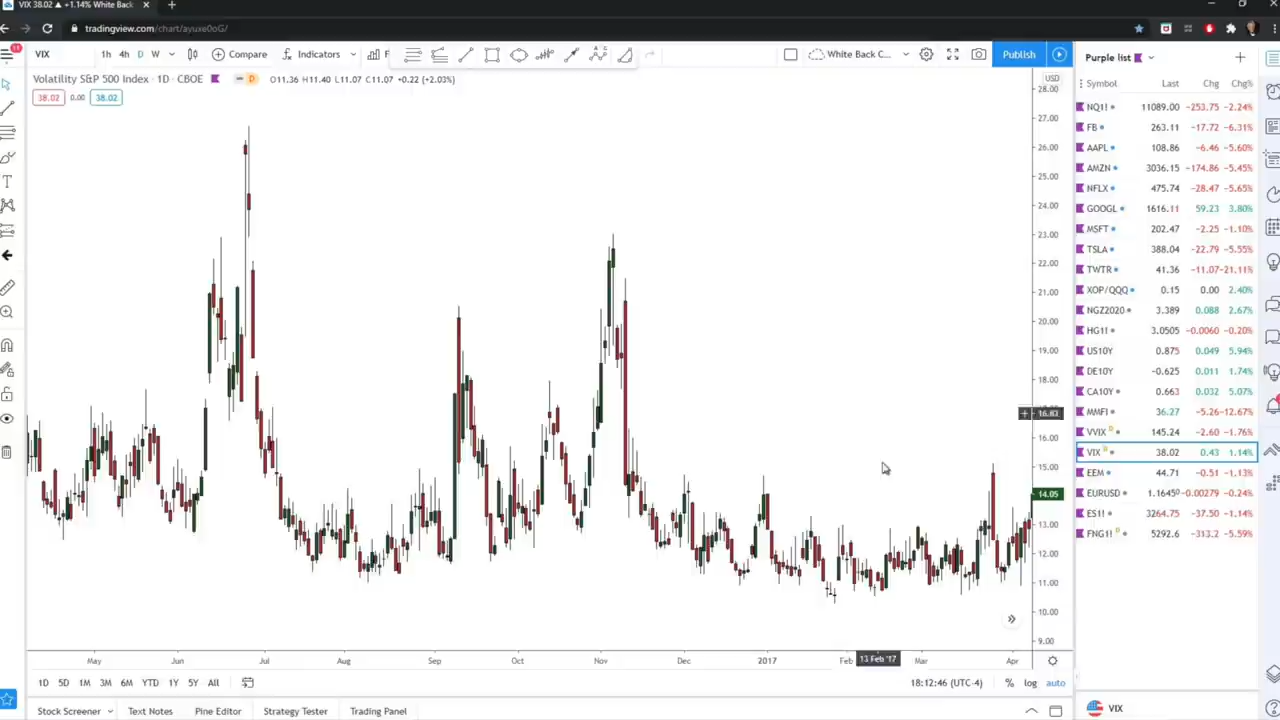 VIX 38.02 ▲ +1.14% White Back
tradingview.com/chart/ayuxe0oG/
11
VIX 1h 4h D W Compare Indicators White Back C... Publish
Volatility S&P 500 Index · 1D · CBOE D O11.36 H11.40 L11.07 C11.07 +0.22 (+2.03%)
38.02 0.00 38.02
USD
28.00
27.00
26.00
25.00
24.00
23.00
22.00
21.00
20.00
19.00
18.00
16.83
16.00
15.00
14.05
13.00
12.00
11.00
10.00
9.00
May Jun Jul Aug Sep Oct Nov Dec 2017 Feb 13 Feb '17 Mar Apr
1D 5D 1M 3M 6M YTD 1Y 5Y All 18:12:46 (UTC-4) % log auto
Stock Screener Text Notes Pine Editor Strategy Tester Trading Panel
Purple list
Symbol Last Chg Chg%
NQ1! 11089.00 −253.75 −2.24%
FB 263.11 −17.72 −6.31%
AAPL 108.86 −6.46 −5.60%
AMZN 3036.15 −174.86 −5.45%
NFLX 475.74 −28.47 −5.65%
GOOGL 1616.11 59.23 3.80%
MSFT 202.47 −2.25 −1.10%
TSLA 388.04 −22.79 −5.55%
TWTR 41.36 −11.07 −21.11%
XOP/QQQ 0.15 0.00 2.40%
NGZ2020 3.389 0.088 2.67%
HG1! 3.0505 −0.0060 −0.20%
US10Y 0.875 0.049 5.94%
DE10Y −0.625 0.011 1.74%
CA10Y 0.663 0.032 5.07%
MMFI 36.27 −5.26 −12.67%
VVIX D 145.24 −2.60 −1.76%
VIX D 38.02 0.43 1.14%
EEM 44.71 −0.51 −1.13%
EURUSD 1.16450 −0.00279 −0.24%
ES1! 3264.75 −37.50 −1.14%
FNG1! D 5292.6 −313.2 −5.59%
VIX